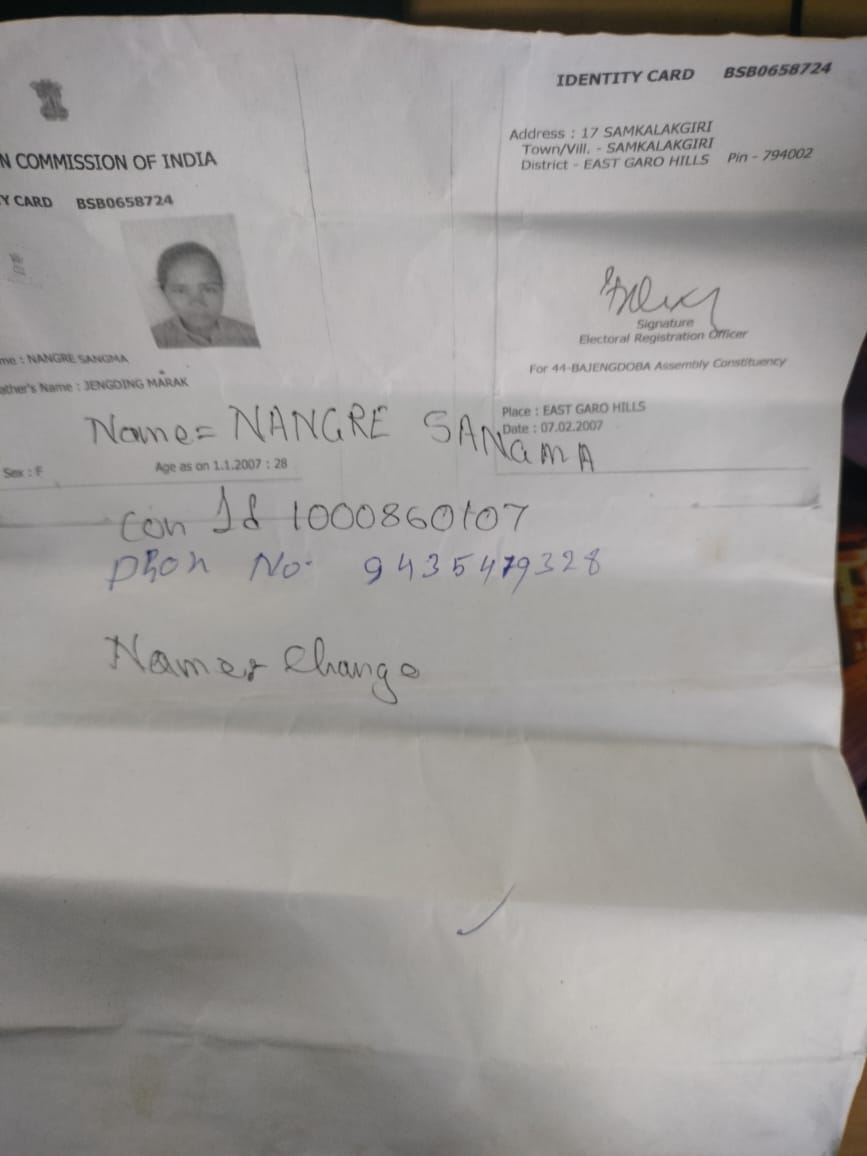 N COMMISSION OF INDIA
Y CARD BSB0658724
me : NANGRE SANGMA
ather's Name : JENGDING MARAK
Sex : F
Age as on 1.1.2007 : 28
IDENTITY CARD BSB0658724
Address : 17 SAMKALAKGIRI
Town/Vill. - SAMKALAKGIRI
District - EAST GARO HILLS Pin - 794002
Signature
Electoral Registration Officer
For 44-BAJENGDOBA Assembly Constituency
Place : EAST GARO HILLS
Date : 07.02.2007
Name= NANGRE SANGMA
Con Id 1000860107
Phon No. 9435479328
Change